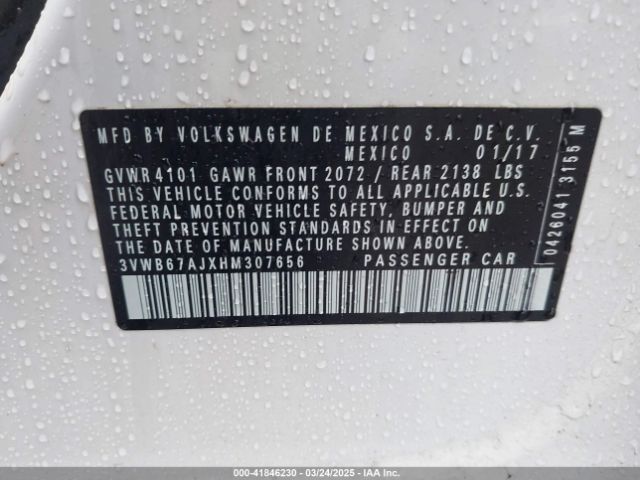 MFD BY VOLKSWAGEN DE MEXICO S.A. DE C.V.
MEXICO 01/17
GVWR 4101 GAWR FRONT 2072 / REAR 2138 LBS
THIS VEHICLE CONFORMS TO ALL APPLICABLE U.S.
FEDERAL MOTOR VEHICLE SAFETY, BUMPER AND
THEFT PREVENTION STANDARDS IN EFFECT ON
THE DATE OF MANUFACTURE SHOWN ABOVE.
3VWB67AJXHM307656 PASSENGER CAR
0426041 3155 M
000-41846230 - 03/24/2025 - IAA Inc.